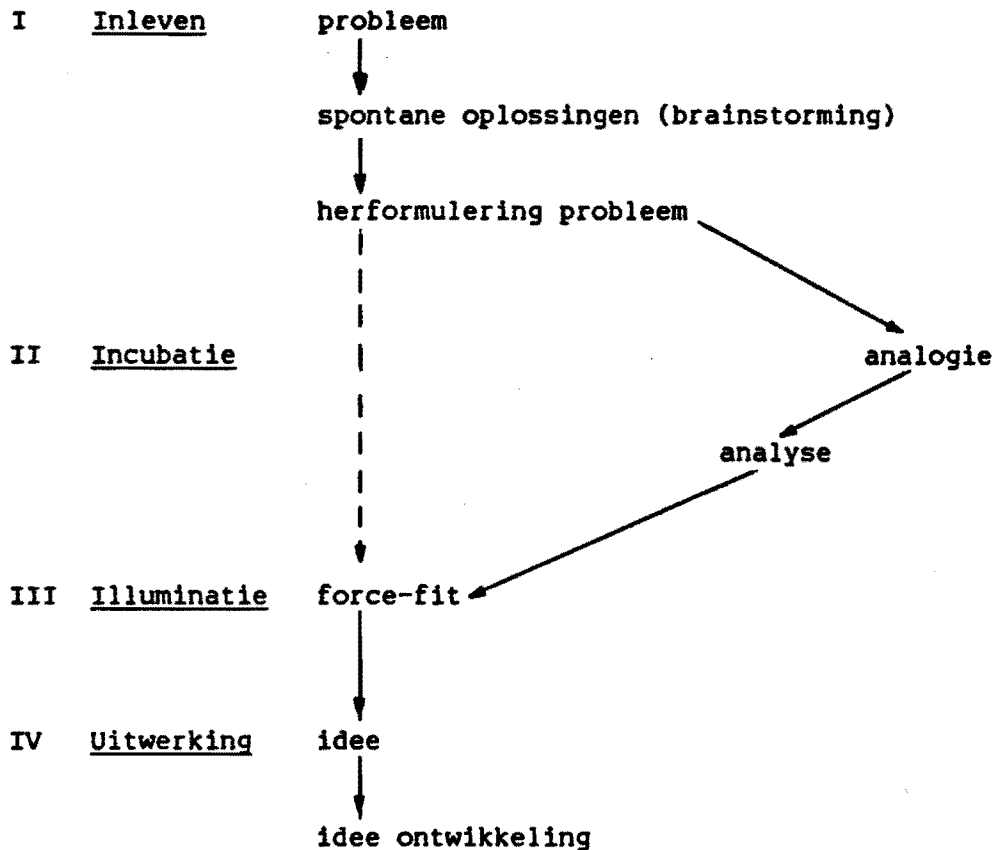 I Inleven probleem
spontane oplossingen (brainstorming)
herformulering probleem
II Incubatie analogie
analyse
III Illuminatie force-fit
IV Uitwerking idee
idee ontwikkeling